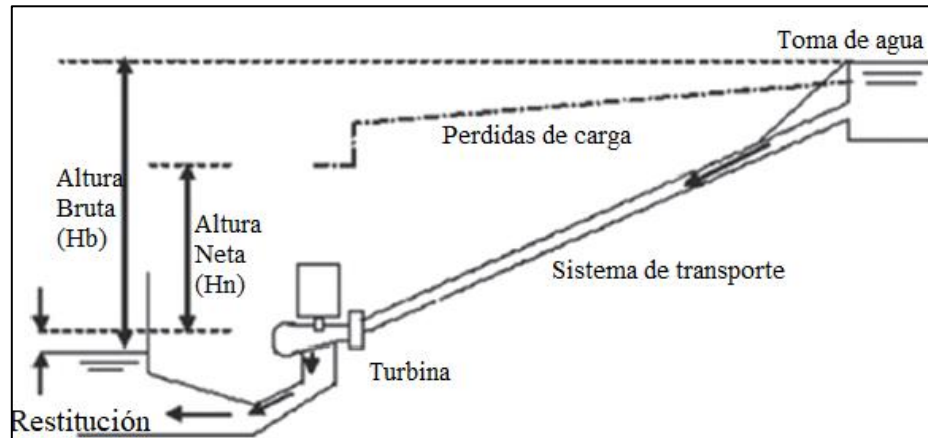 Toma de agua
Perdidas de carga
Altura
Bruta
(Hb)
Altura
Neta
(Hn)
Sistema de transporte
Turbina
Restitución